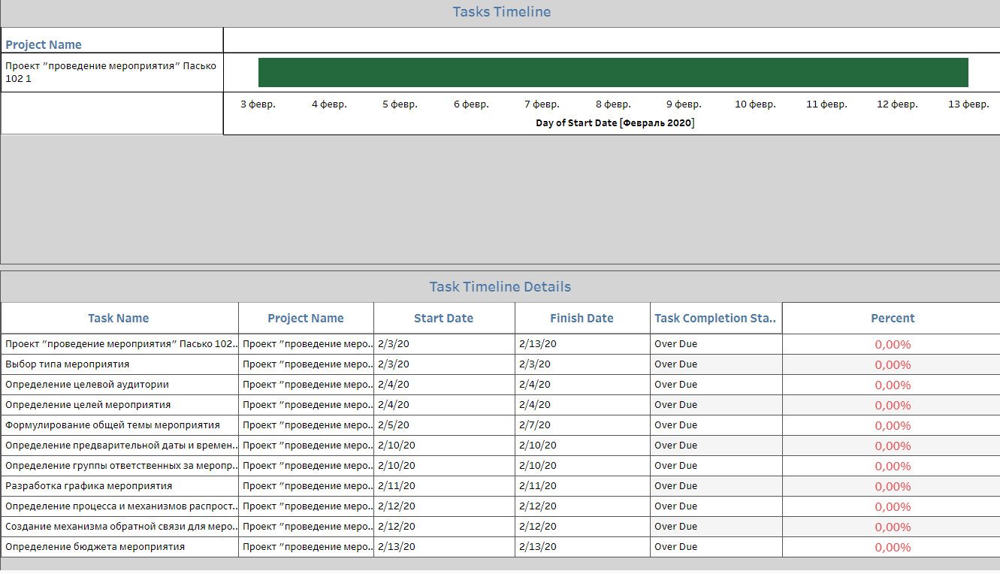 Tasks Timeline
Project Name
Проект "проведение мероприятия" Пасько
102 1
3 февр. 4 февр. 5 февр. 6 февр. 7 февр. 8 февр. 9 февр. 10 февр. 11 февр. 12 февр. 13 февр.
Day of Start Date [Февраль 2020]
Task Timeline Details
Task Name Project Name Start Date Finish Date Task Completion Sta.. Percent
Проект "проведение мероприятия" Пасько 102.. Проект "проведение меро.. 2/3/20 2/13/20 Over Due 0,00%
Выбор типа мероприятия Проект "проведение меро.. 2/3/20 2/3/20 Over Due 0,00%
Определение целевой аудитории Проект "проведение меро.. 2/4/20 2/4/20 Over Due 0,00%
Определение целей мероприятия Проект "проведение меро.. 2/4/20 2/4/20 Over Due 0,00%
Формулирование общей темы мероприятия Проект "проведение меро.. 2/5/20 2/7/20 Over Due 0,00%
Определение предварительной даты и времен.. Проект "проведение меро.. 2/10/20 2/10/20 Over Due 0,00%
Определение группы ответственных за меропр.. Проект "проведение меро.. 2/10/20 2/10/20 Over Due 0,00%
Разработка графика мероприятия Проект "проведение меро.. 2/11/20 2/11/20 Over Due 0,00%
Определение процесса и механизмов распрост.. Проект "проведение меро.. 2/12/20 2/12/20 Over Due 0,00%
Создание механизма обратной связи для меро.. Проект "проведение меро.. 2/12/20 2/12/20 Over Due 0,00%
Определение бюджета мероприятия Проект "проведение меро.. 2/13/20 2/13/20 Over Due 0,00%